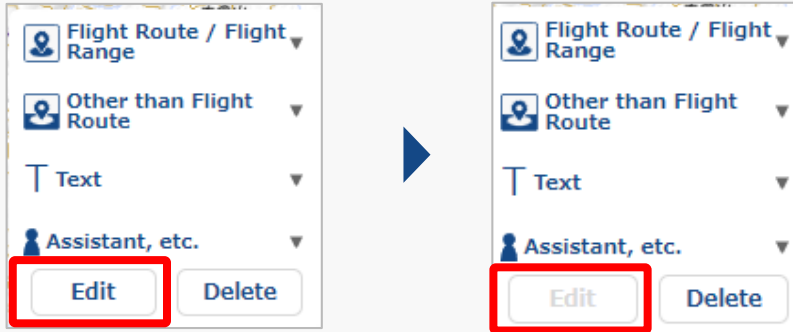 Flight Route / Flight
Range
Other than Flight
Route
Text
Assistant, etc.
Edit Delete
Flight Route / Flight
Range
Other than Flight
Route
Text
Assistant, etc.
Edit Delete